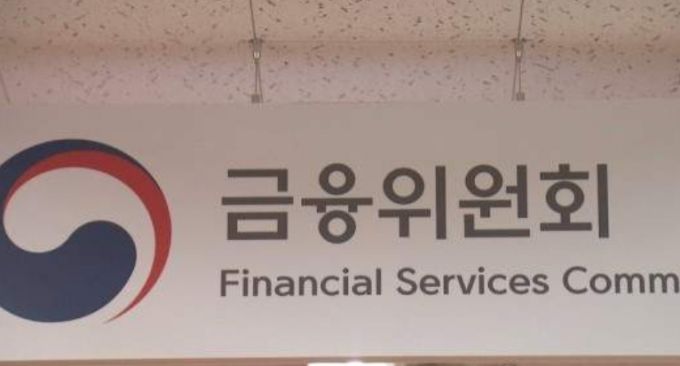 금융위원회
Financial Services Comm